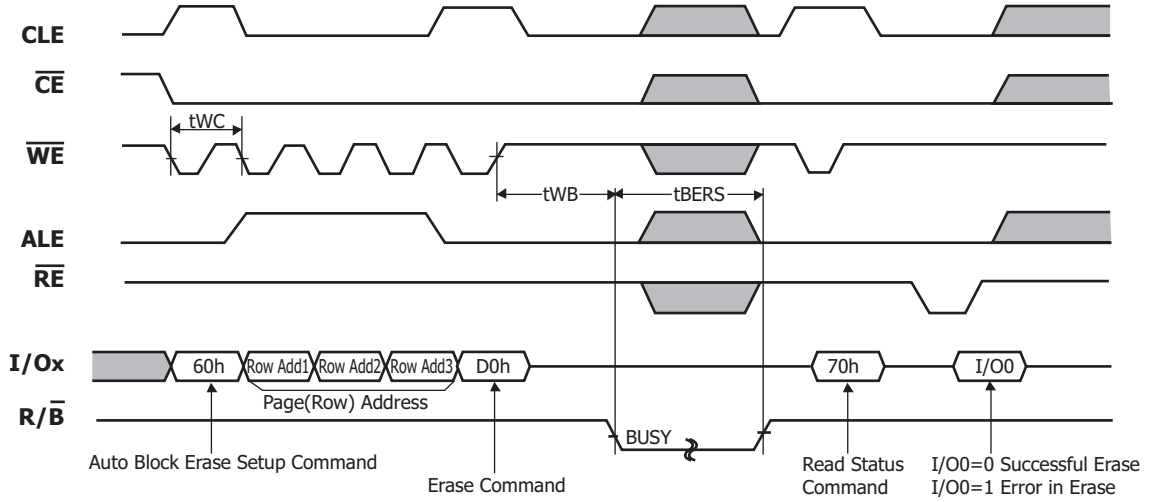 CLE
CE
tWC
WE
tWB
tBERS
ALE
RE
I/Ox
60h
Row Add1
Row Add2
Row Add3
D0h
70h
I/O0
Page(Row) Address
R/B
BUSY
Auto Block Erase Setup Command
Erase Command
Read Status
Command
I/O0=0 Successful Erase
I/O0=1 Error in Erase